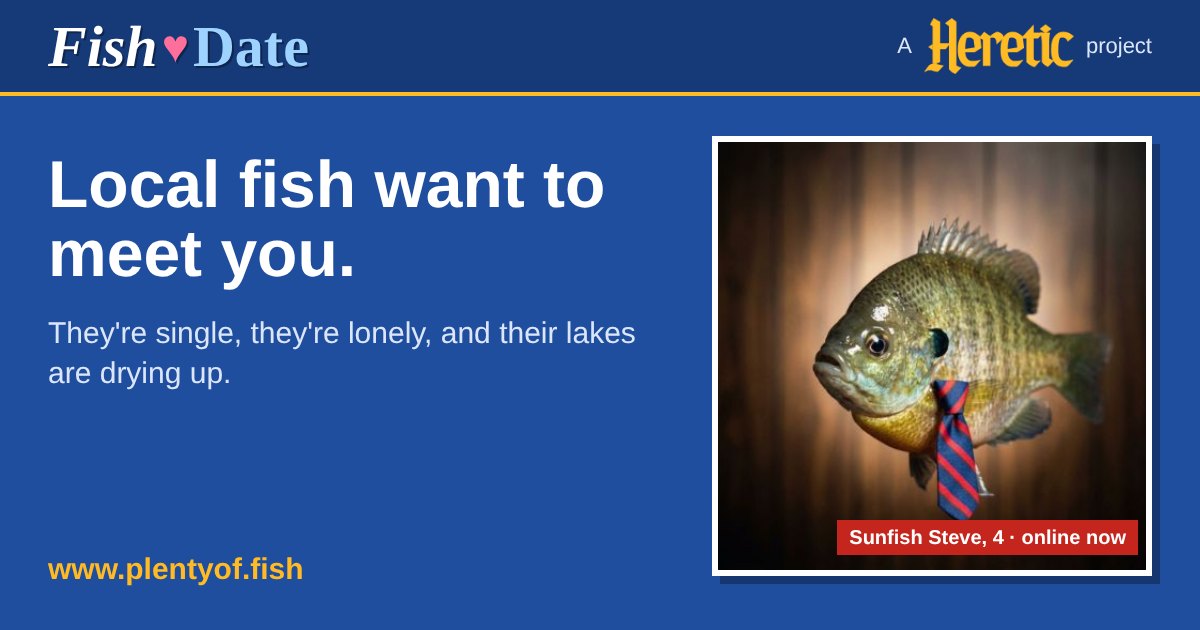 Fish♥Date
A Heretic project
Local fish want to
meet you.
They're single, they're lonely, and their lakes
are drying up.
Sunfish Steve, 4 · online now
www.plentyof.fish